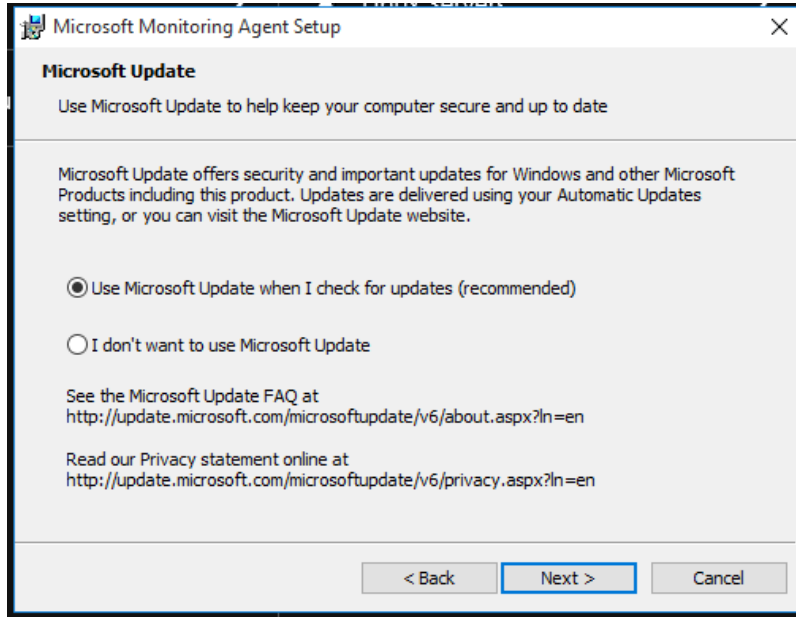 Microsoft Monitoring Agent Setup
Microsoft Update
Use Microsoft Update to help keep your computer secure and up to date
Microsoft Update offers security and important updates for Windows and other Microsoft
Products including this product. Updates are delivered using your Automatic Updates
setting, or you can visit the Microsoft Update website.
Use Microsoft Update when I check for updates (recommended)
I don't want to use Microsoft Update
See the Microsoft Update FAQ at
http://update.microsoft.com/microsoftupdate/v6/about.aspx?ln=en
Read our Privacy statement online at
http://update.microsoft.com/microsoftupdate/v6/privacy.aspx?ln=en
< Back Next > Cancel